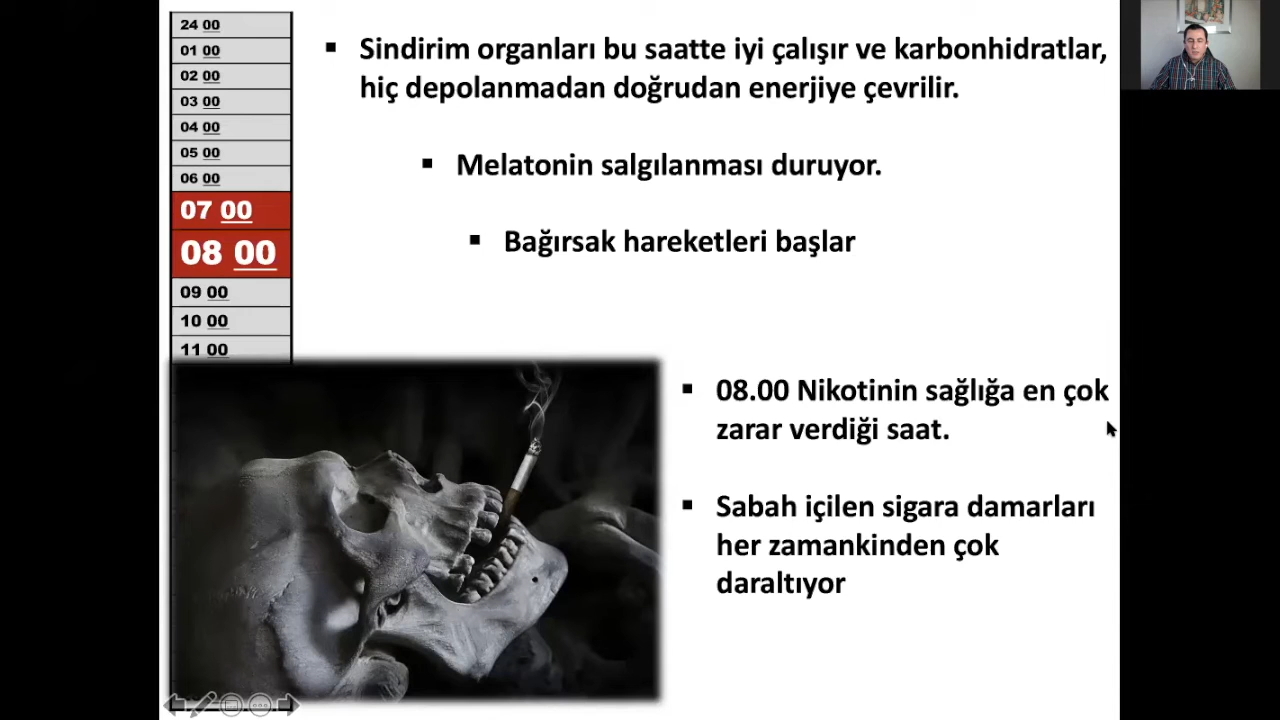 24 00
01 00
02 00
03 00
04 00
05 00
06 00
07 00
08 00
09 00
10 00
11 00
▪ Sindirim organları bu saatte iyi çalışır ve karbonhidratlar,
hiç depolanmadan doğrudan enerjiye çevrilir.
▪ Melatonin salgılanması duruyor.
▪ Bağırsak hareketleri başlar
▪ 08.00 Nikotinin sağlığa en çok
zarar verdiği saat.
▪ Sabah içilen sigara damarları
her zamankinden çok
daraltıyor